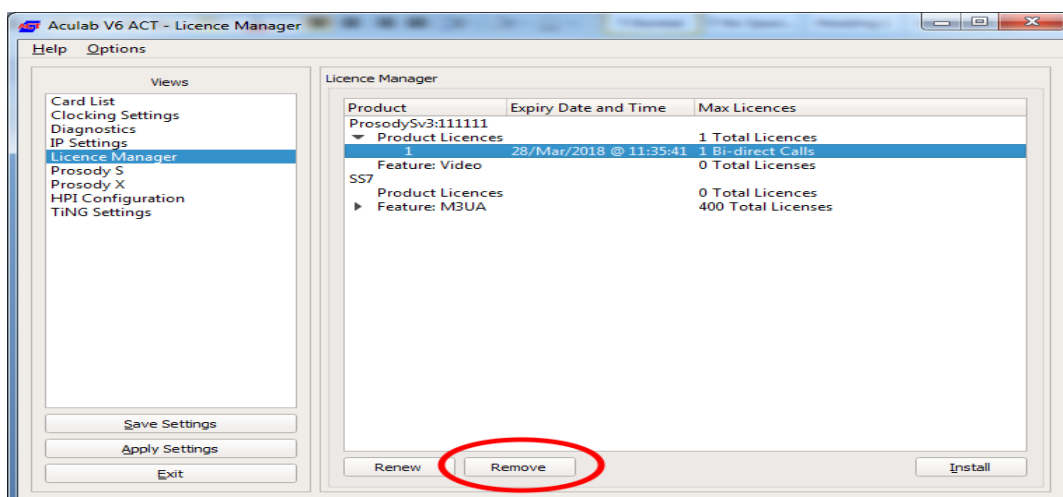 Aculab V6 ACT - Licence Manager
Help Options
Views
Card List
Clocking Settings
Diagnostics
IP Settings
Licence Manager
Prosody S
Prosody X
HPI Configuration
TiNG Settings
Save Settings
Apply Settings
Exit
Licence Manager
Product Expiry Date and Time Max Licences
ProsodySv3:111111
Product Licences 1 Total Licences
1 28/Mar/2018 @ 11:35:41 1 Bi-direct Calls
Feature: Video 0 Total Licenses
SS7
Product Licences 0 Total Licences
Feature: M3UA 400 Total Licenses
Renew Remove Install